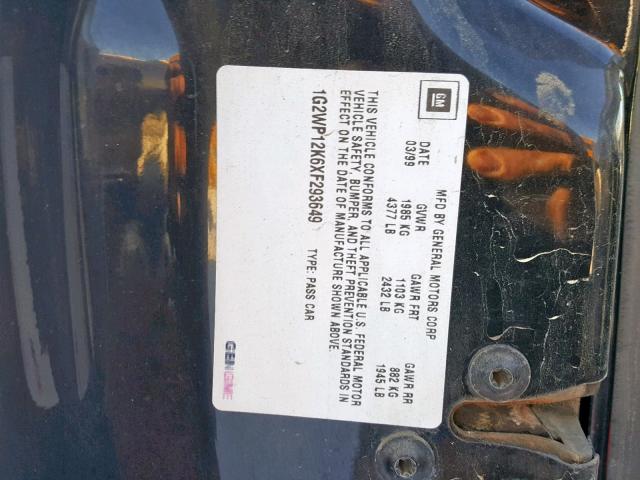 GM
MFD BY GENERAL MOTORS CORP
DATE GVWR GAWR FRT GAWR RR
03/99 1985 KG 1103 KG 882 KG
4377 LB 2432 LB 1945 LB
THIS VEHICLE CONFORMS TO ALL APPLICABLE U.S. FEDERAL MOTOR
VEHICLE SAFETY, BUMPER, AND THEFT PREVENTION STANDARDS IN
EFFECT ON THE DATE OF MANUFACTURE SHOWN ABOVE.
1G2WP12K6XF293649 TYPE: PASS CAR